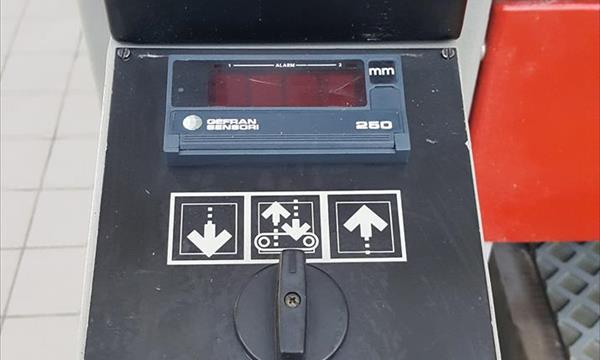 1 ALARM 2
mm
GEFRAN
SENSORI
250